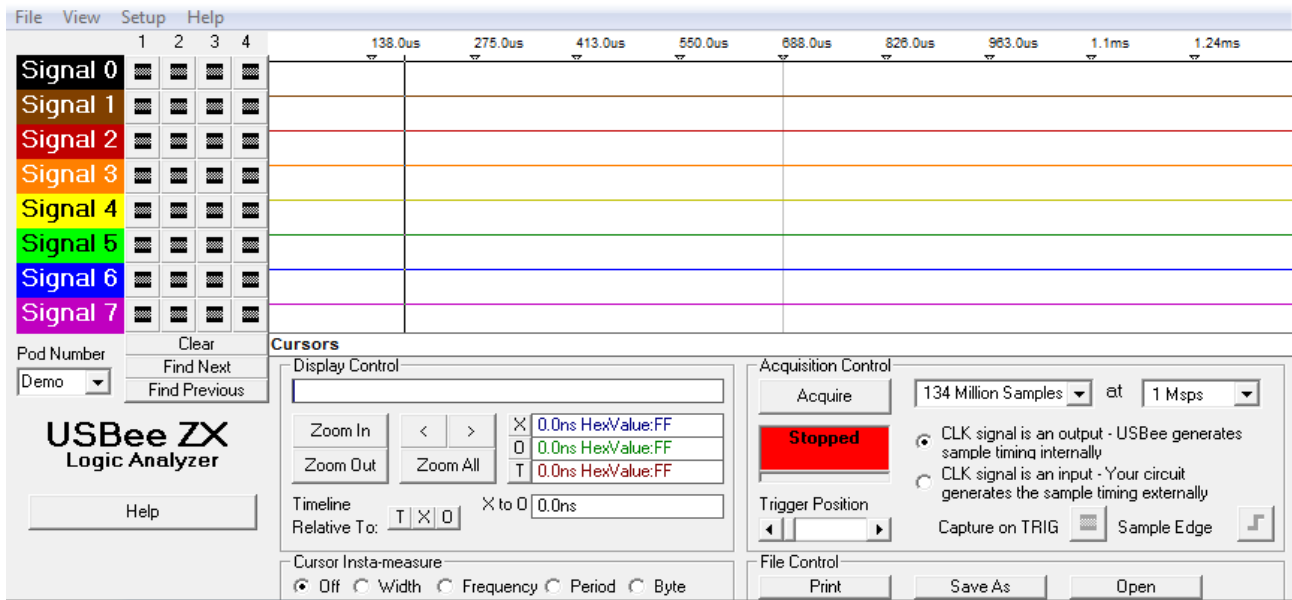 File View Setup Help
1 2 3 4 138.0us 275.0us 413.0us 550.0us 688.0us 826.0us 963.0us 1.1ms 1.24ms
Signal 0
Signal 1
Signal 2
Signal 3
Signal 4
Signal 5
Signal 6
Signal 7
Clear
Find Next
Find Previous
Pod Number
Demo
USBee ZX
Logic Analyzer
Help
Cursors
Display Control
Zoom In < > X 0.0ns HexValue:FF
O 0.0ns HexValue:FF
Zoom Out Zoom All T 0.0ns HexValue:FF
Timeline
Relative To: T X O X to O 0.0ns
Cursor Insta-measure
Off Width Frequency Period Byte
Acquisition Control
Acquire 134 Million Samples at 1 Msps
Stopped
CLK signal is an output - USBee generates
sample timing internally
CLK signal is an input - Your circuit
generates the sample timing externally
Trigger Position
Capture on TRIG Sample Edge
File Control
Print Save As Open